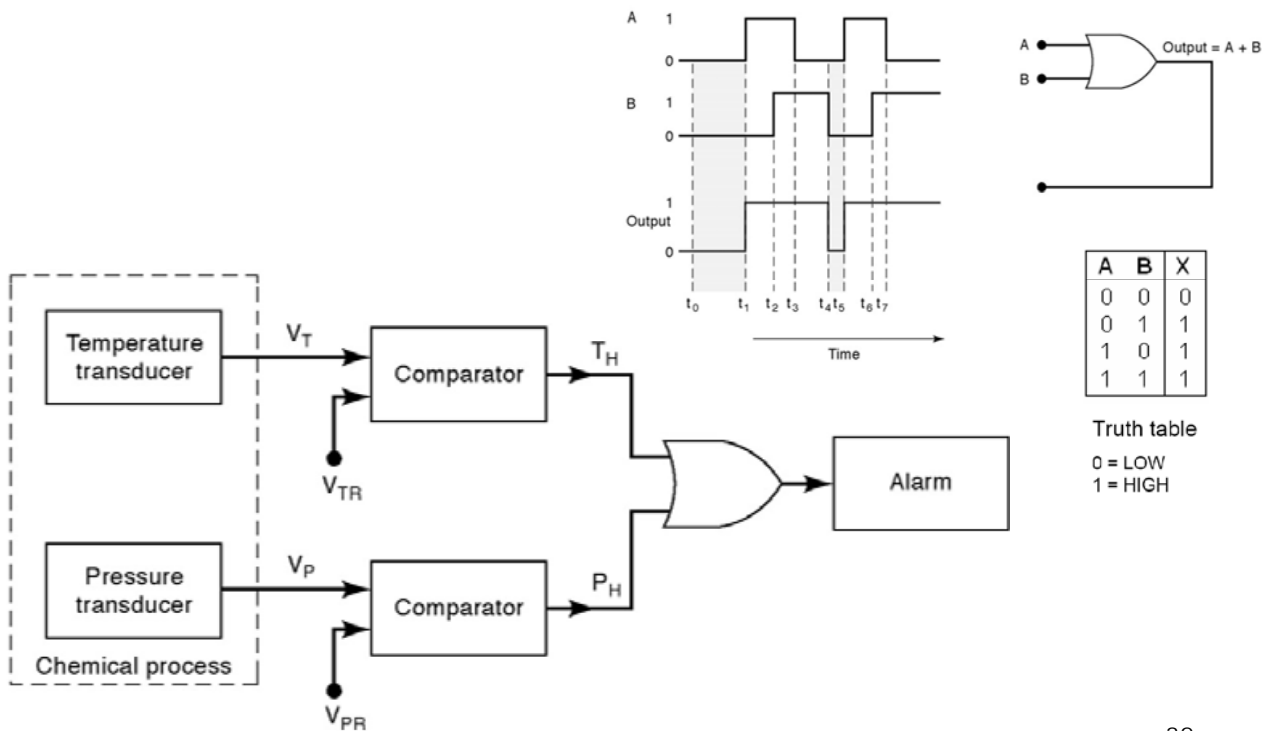 A 1
0
B 1
0
1
Output
0
t0 t1 t2 t3 t4 t5 t6 t7
Time
A
B
Output = A + B
A B X
0 0 0
0 1 1
1 0 1
1 1 1
Truth table
0 = LOW
1 = HIGH
Temperature
transducer
VT
Comparator
TH
VTR
Alarm
Pressure
transducer
VP
Comparator
PH
Chemical process
VPR